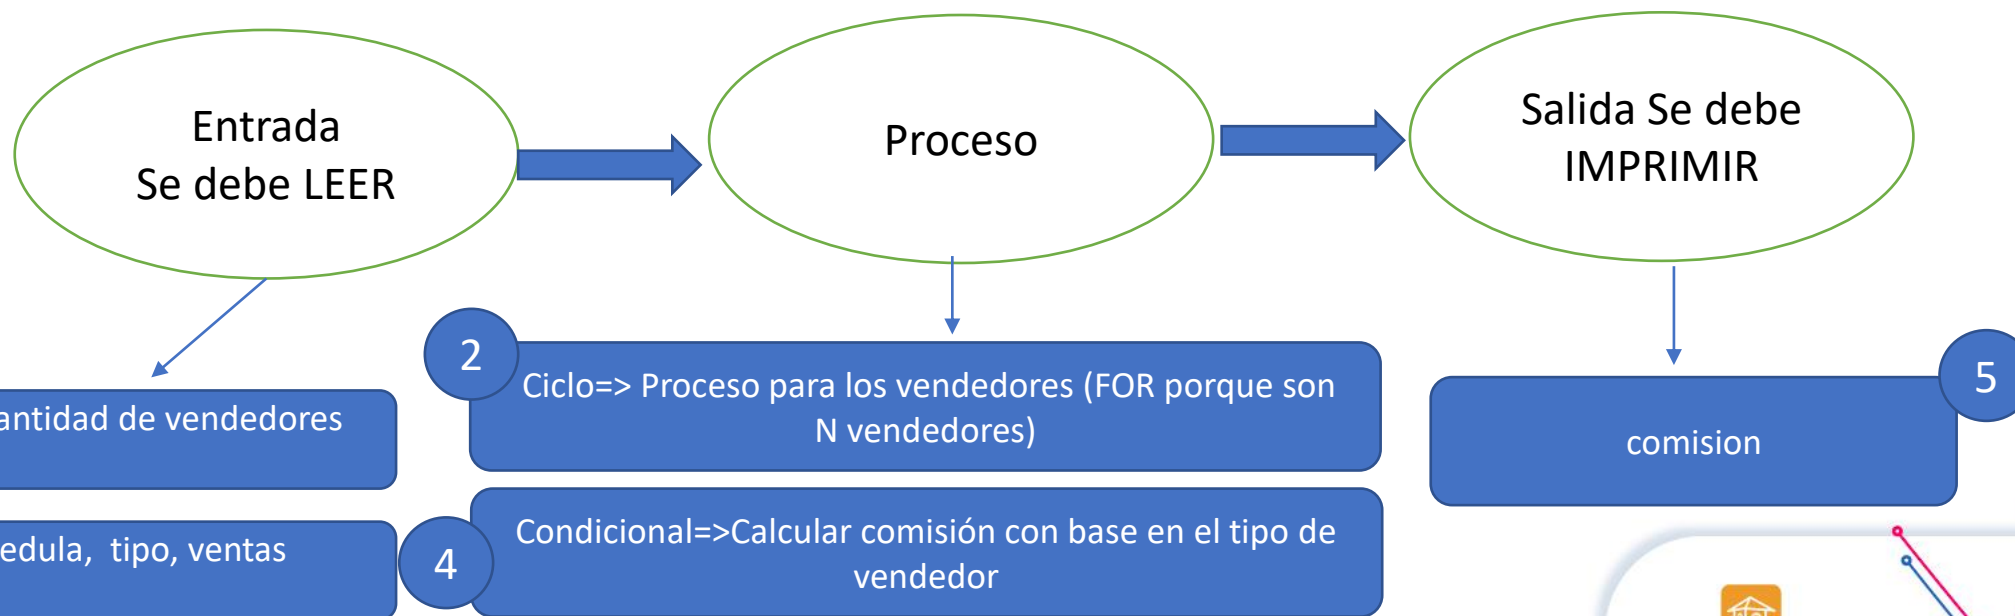 Entrada
Se debe LEER
Proceso
Salida Se debe
IMPRIMIR
2
Ciclo=> Proceso para los vendedores (FOR porque son
N vendedores)
5
antidad de vendedores
comision
4
Condicional=>Calcular comisión con base en el tipo de
vendedor
edula, tipo, ventas